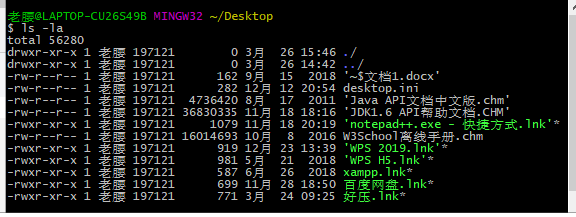 老腰@LAPTOP-CU26S49B MINGW32 ~/Desktop
$ ls -la
total 56280
drwxr-xr-x 1 老腰 197121 0 3月 26 15:46 ./
drwxr-xr-x 1 老腰 197121 0 3月 26 14:42 ../
-rw-r--r-- 1 老腰 197121 162 9月 15 2018 '~$文档1.docx'
-rw-r--r-- 1 老腰 197121 282 12月 12 20:54 desktop.ini
-rw-r--r-- 1 老腰 197121 4736420 8月 17 2011 'Java API文档中文版.chm'
-rw-r--r-- 1 老腰 197121 36830335 11月 18 18:16 'JDK1.6 API帮助文档.CHM'
-rwxr-xr-x 1 老腰 197121 1079 11月 18 20:19 'notepad++.exe - 快捷方式.lnk'*
-rw-r--r-- 1 老腰 197121 16014693 10月 8 2016 W3School离线手册.chm
-rwxr-xr-x 1 老腰 197121 919 12月 23 13:39 'WPS 2019.lnk'*
-rwxr-xr-x 1 老腰 197121 981 5月 21 2018 'WPS H5.lnk'*
-rwxr-xr-x 1 老腰 197121 587 6月 26 2018 xampp.lnk*
-rwxr-xr-x 1 老腰 197121 699 11月 28 18:50 百度网盘.lnk*
-rwxr-xr-x 1 老腰 197121 771 3月 24 09:25 好压.lnk*